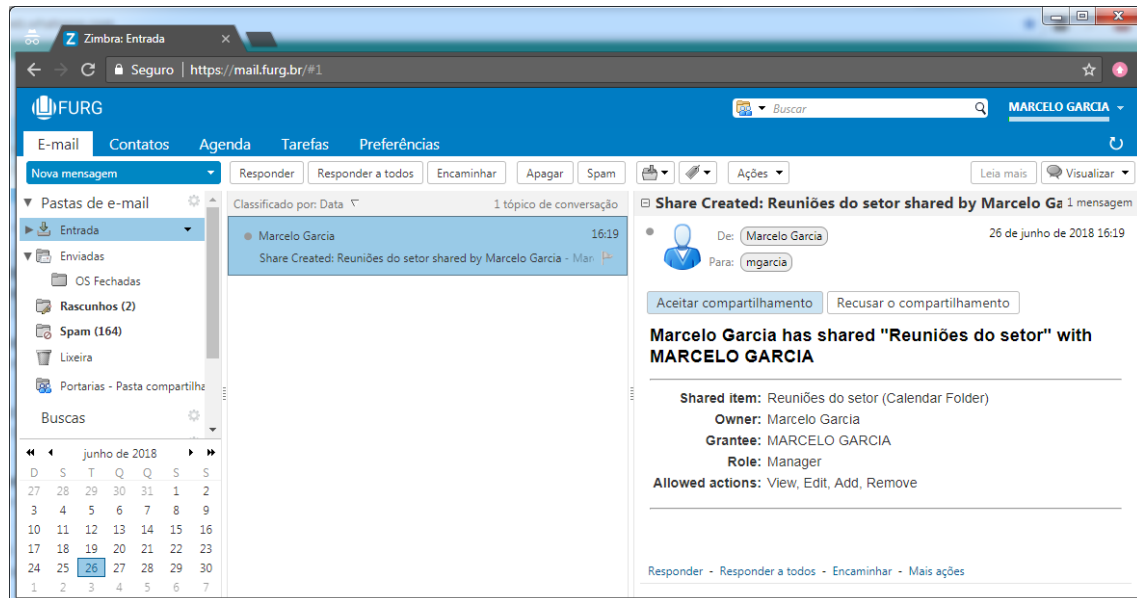 Zimbra: Entrada
Seguro | https://mail.furg.br/#1
FURG
Buscar
MARCELO GARCIA
E-mail Contatos Agenda Tarefas Preferências
Nova mensagem
Responder Responder a todos Encaminhar Apagar Spam Ações Leia mais Visualizar
Pastas de e-mail
Entrada
Enviadas
OS Fechadas
Rascunhos (2)
Spam (164)
Lixeira
Portarias - Pasta compartilha
Buscas
junho de 2018
D S T Q Q S S
27 28 29 30 31 1 2
3 4 5 6 7 8 9
10 11 12 13 14 15 16
17 18 19 20 21 22 23
24 25 26 27 28 29 30
1 2 3 4 5 6 7
Classificado por: Data 1 tópico de conversação
Marcelo Garcia 16:19
Share Created: Reuniões do setor shared by Marcelo Garcia - Mar
Share Created: Reuniões do setor shared by Marcelo Ga 1 mensagem
De: Marcelo Garcia 26 de junho de 2018 16:19
Para: mgarcia
Aceitar compartilhamento Recusar o compartilhamento
Marcelo Garcia has shared "Reuniões do setor" with
MARCELO GARCIA
Shared item: Reuniões do setor (Calendar Folder)
Owner: Marcelo Garcia
Grantee: MARCELO GARCIA
Role: Manager
Allowed actions: View, Edit, Add, Remove
Responder - Responder a todos - Encaminhar - Mais ações